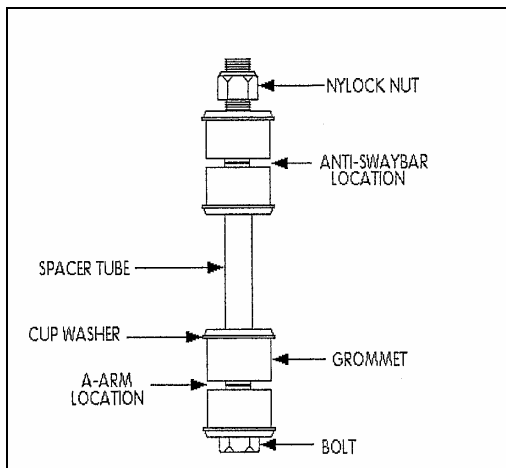 NYLOCK NUT
ANTI-SWAYBAR
LOCATION
SPACER TUBE
CUP WASHER
GROMMET
A-ARM
LOCATION
BOLT